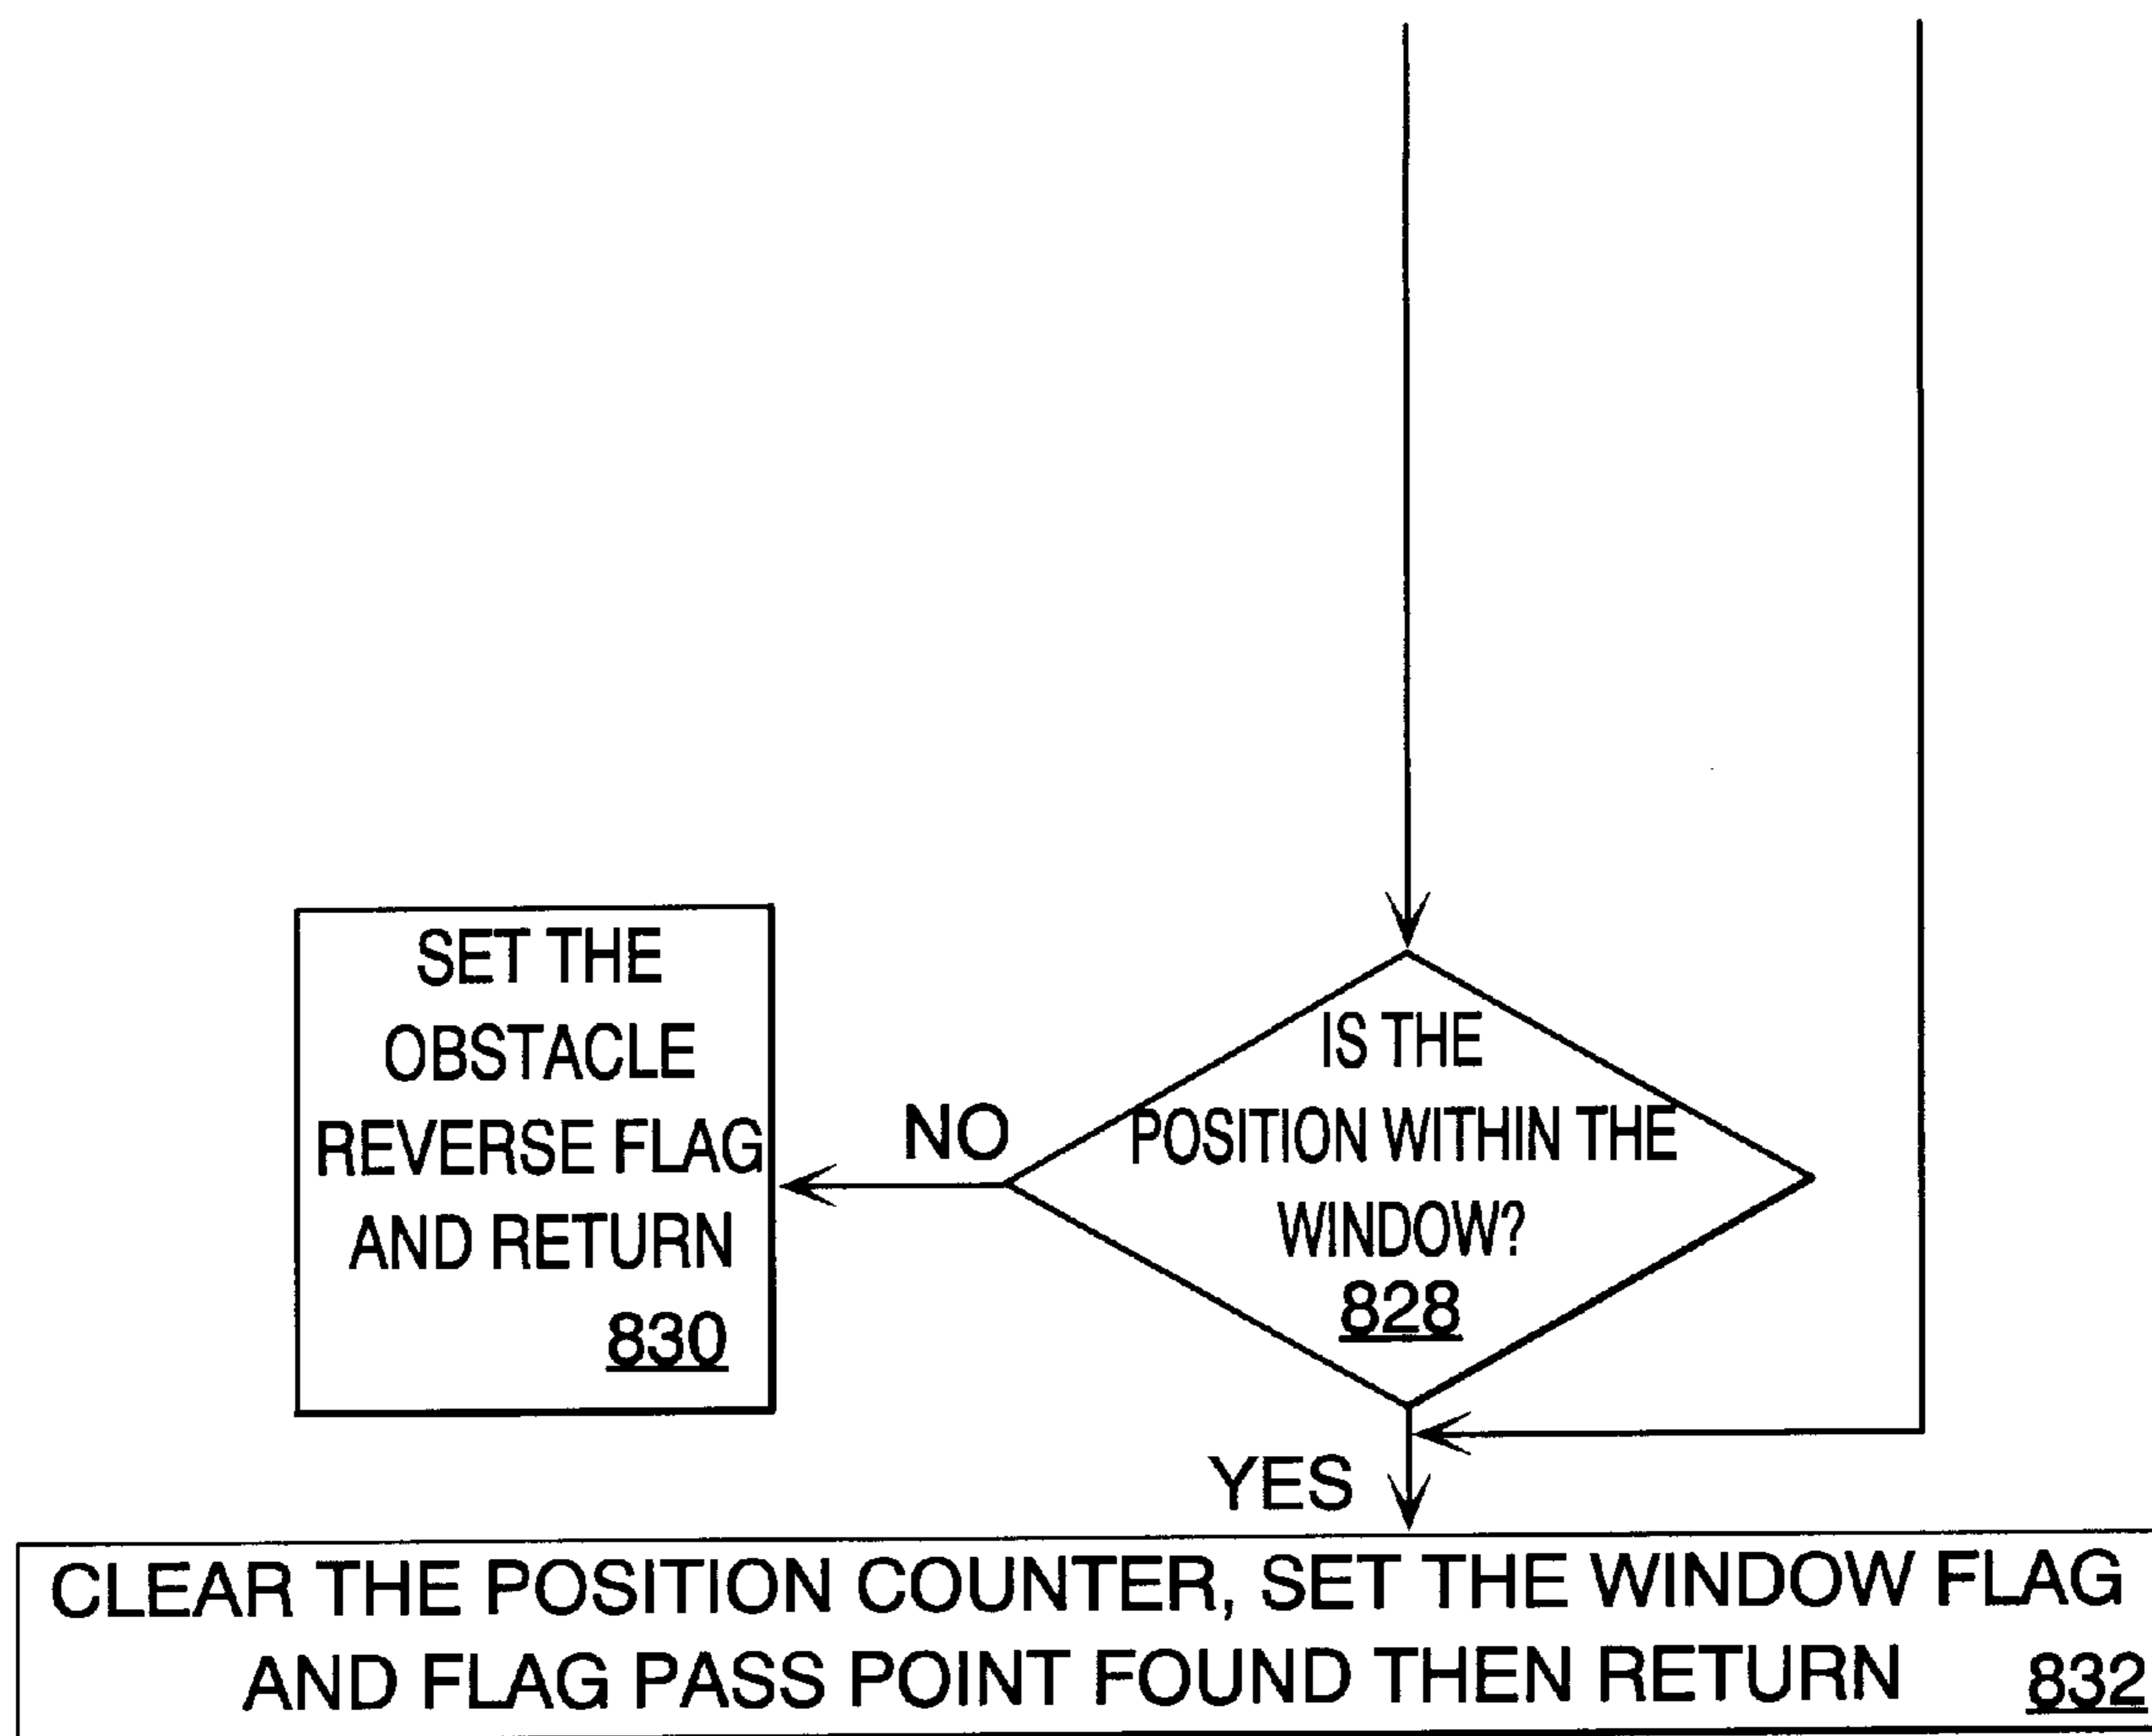 SET THE
OBSTACLE
REVERSE FLAG
AND RETURN
830
NO
IS THE
POSITION WITHIN THE
WINDOW?
828
YES
CLEAR THE POSITION COUNTER, SET THE WINDOW FLAG
AND FLAG PASS POINT FOUND THEN RETURN 832